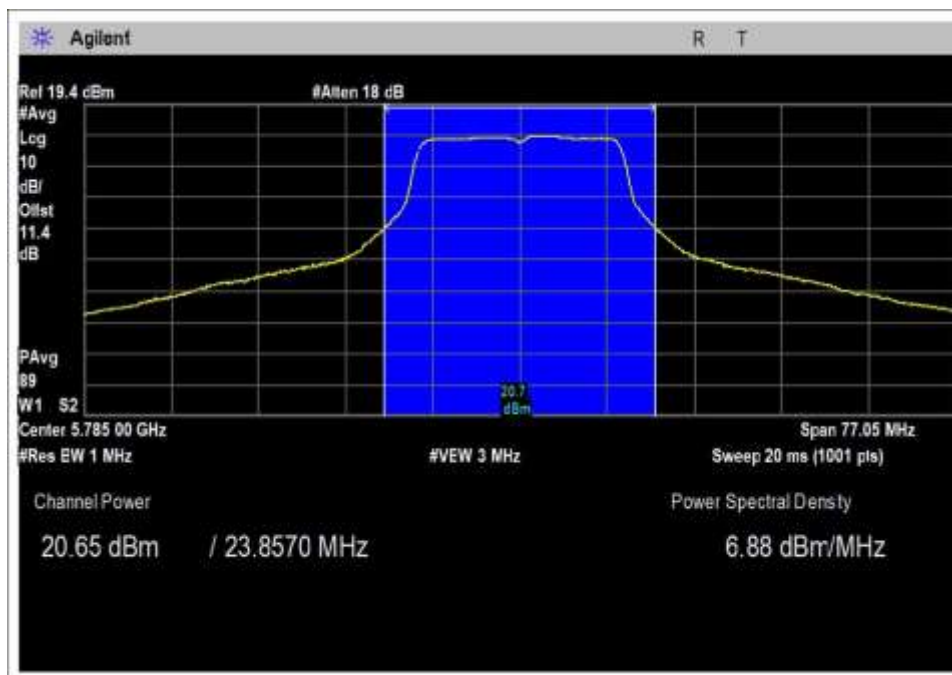 Agilent
R T
Ref 19.4 dBm #Atten 18 dB
#Avg
Log
10
dB/
Offst
11.4
dB
PAvg
89
W1 S2
20.7
dBm
Center 5.785 00 GHz Span 77.05 MHz
#Res BW 1 MHz #VBW 3 MHz Sweep 20 ms (1001 pts)
Channel Power Power Spectral Density
20.65 dBm / 23.8570 MHz 6.88 dBm/MHz